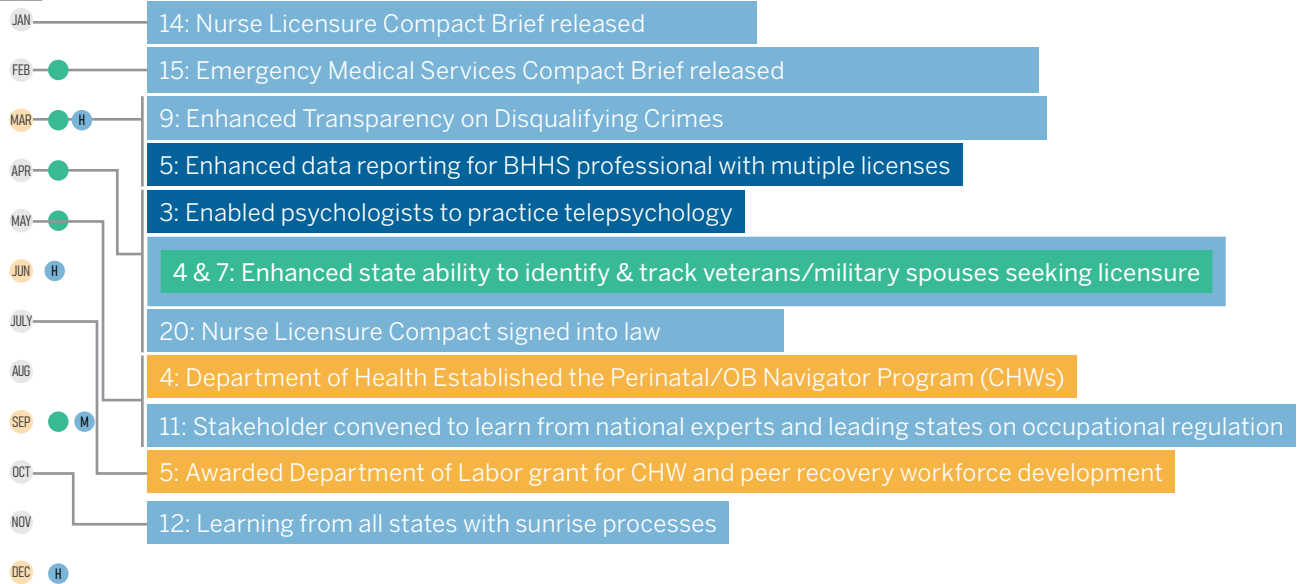 JAN
14: Nurse Licensure Compact Brief released
FEB
15: Emergency Medical Services Compact Brief released
MAR H
9: Enhanced Transparency on Disqualifying Crimes
APR
5: Enhanced data reporting for BHHS professional with mutiple licenses
MAY
3: Enabled psychologists to practice telepsychology
JUN H
4 & 7: Enhanced state ability to identify & track veterans/military spouses seeking licensure
JULY
20: Nurse Licensure Compact signed into law
AUG
4: Department of Health Established the Perinatal/OB Navigator Program (CHWs)
SEP M
11: Stakeholder convened to learn from national experts and leading states on occupational regulation
OCT
5: Awarded Department of Labor grant for CHW and peer recovery workforce development
NOV
12: Learning from all states with sunrise processes
DEC H